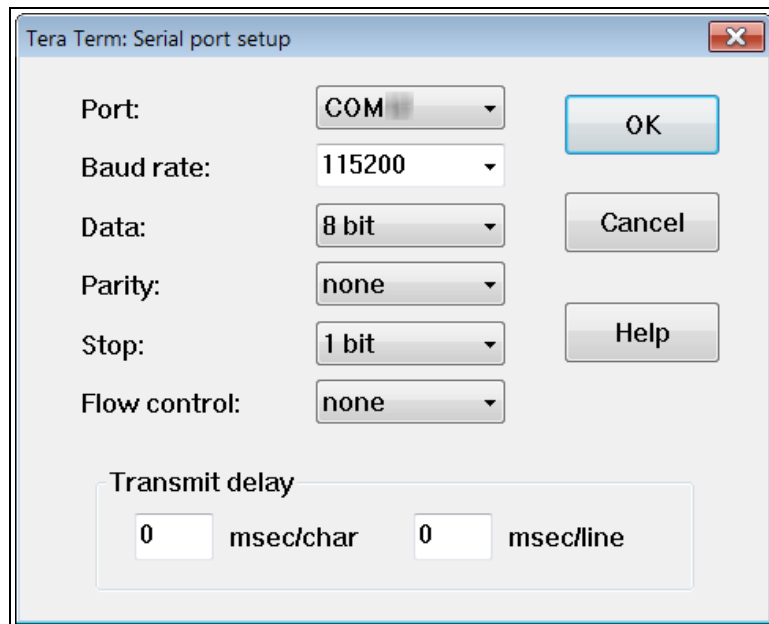 Tera Term: Serial port setup
Port: COM
OK
Baud rate: 115200
Data: 8 bit
Cancel
Parity: none
Stop: 1 bit
Help
Flow control: none
Transmit delay
0 msec/char 0 msec/line